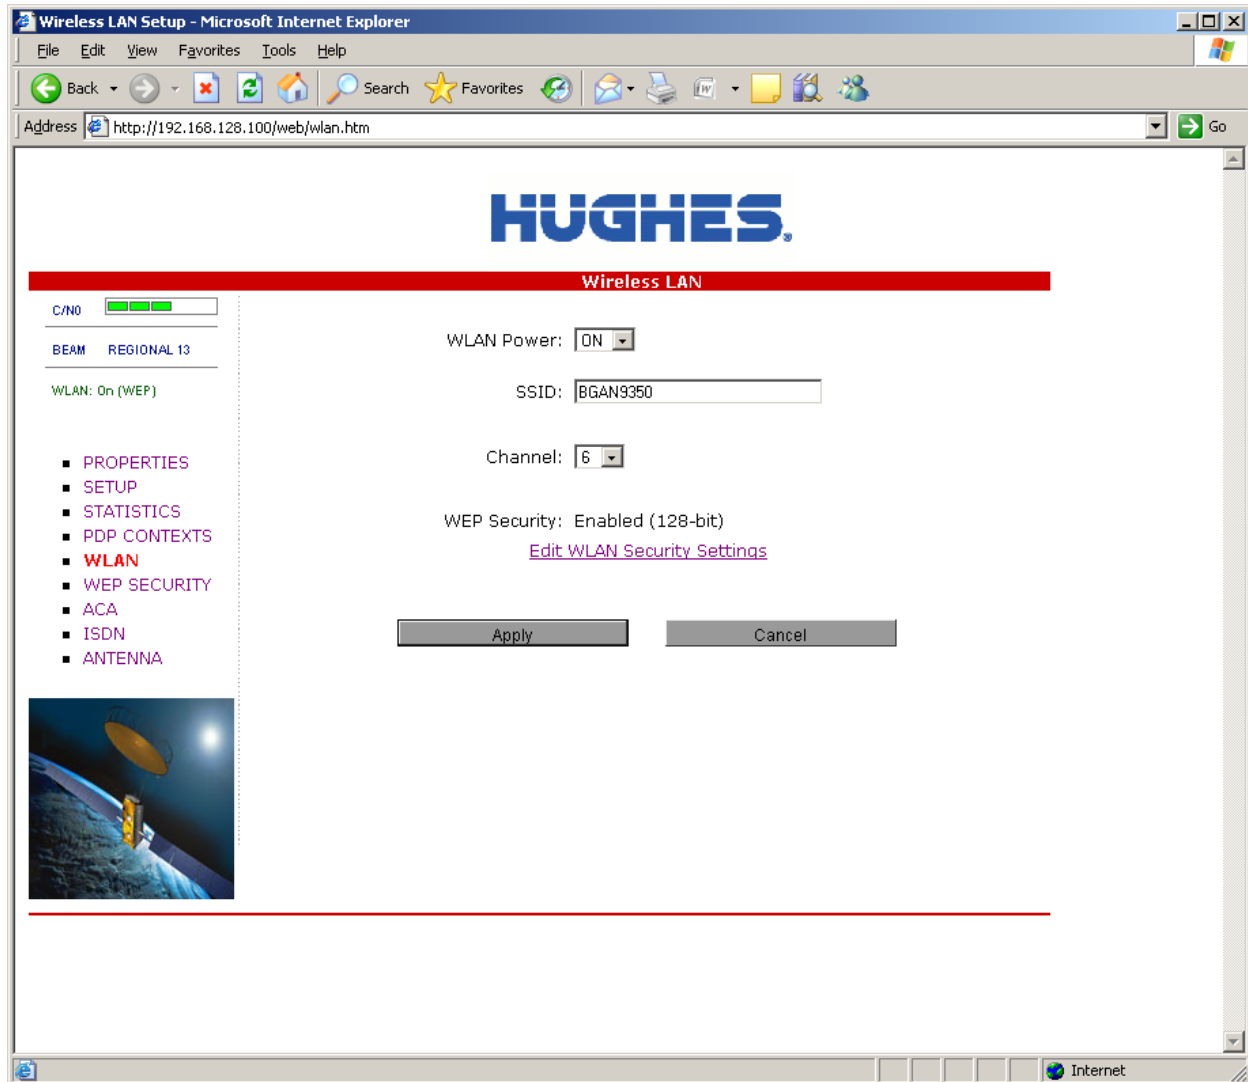 Wireless LAN Setup - Microsoft Internet Explorer
File Edit View Favorites Tools Help
Back Search Favorites
Address http://192.168.128.100/web/wlan.htm Go
HUGHES®
Wireless LAN
C/N0
BEAM REGIONAL 13
WLAN: On (WEP)
PROPERTIES
SETUP
STATISTICS
PDP CONTEXTS
WLAN
WEP SECURITY
ACA
ISDN
ANTENNA
WLAN Power: ON
SSID: BGAN9350
Channel: 6
WEP Security: Enabled (128-bit)
Edit WLAN Security Settings
Apply Cancel
Internet